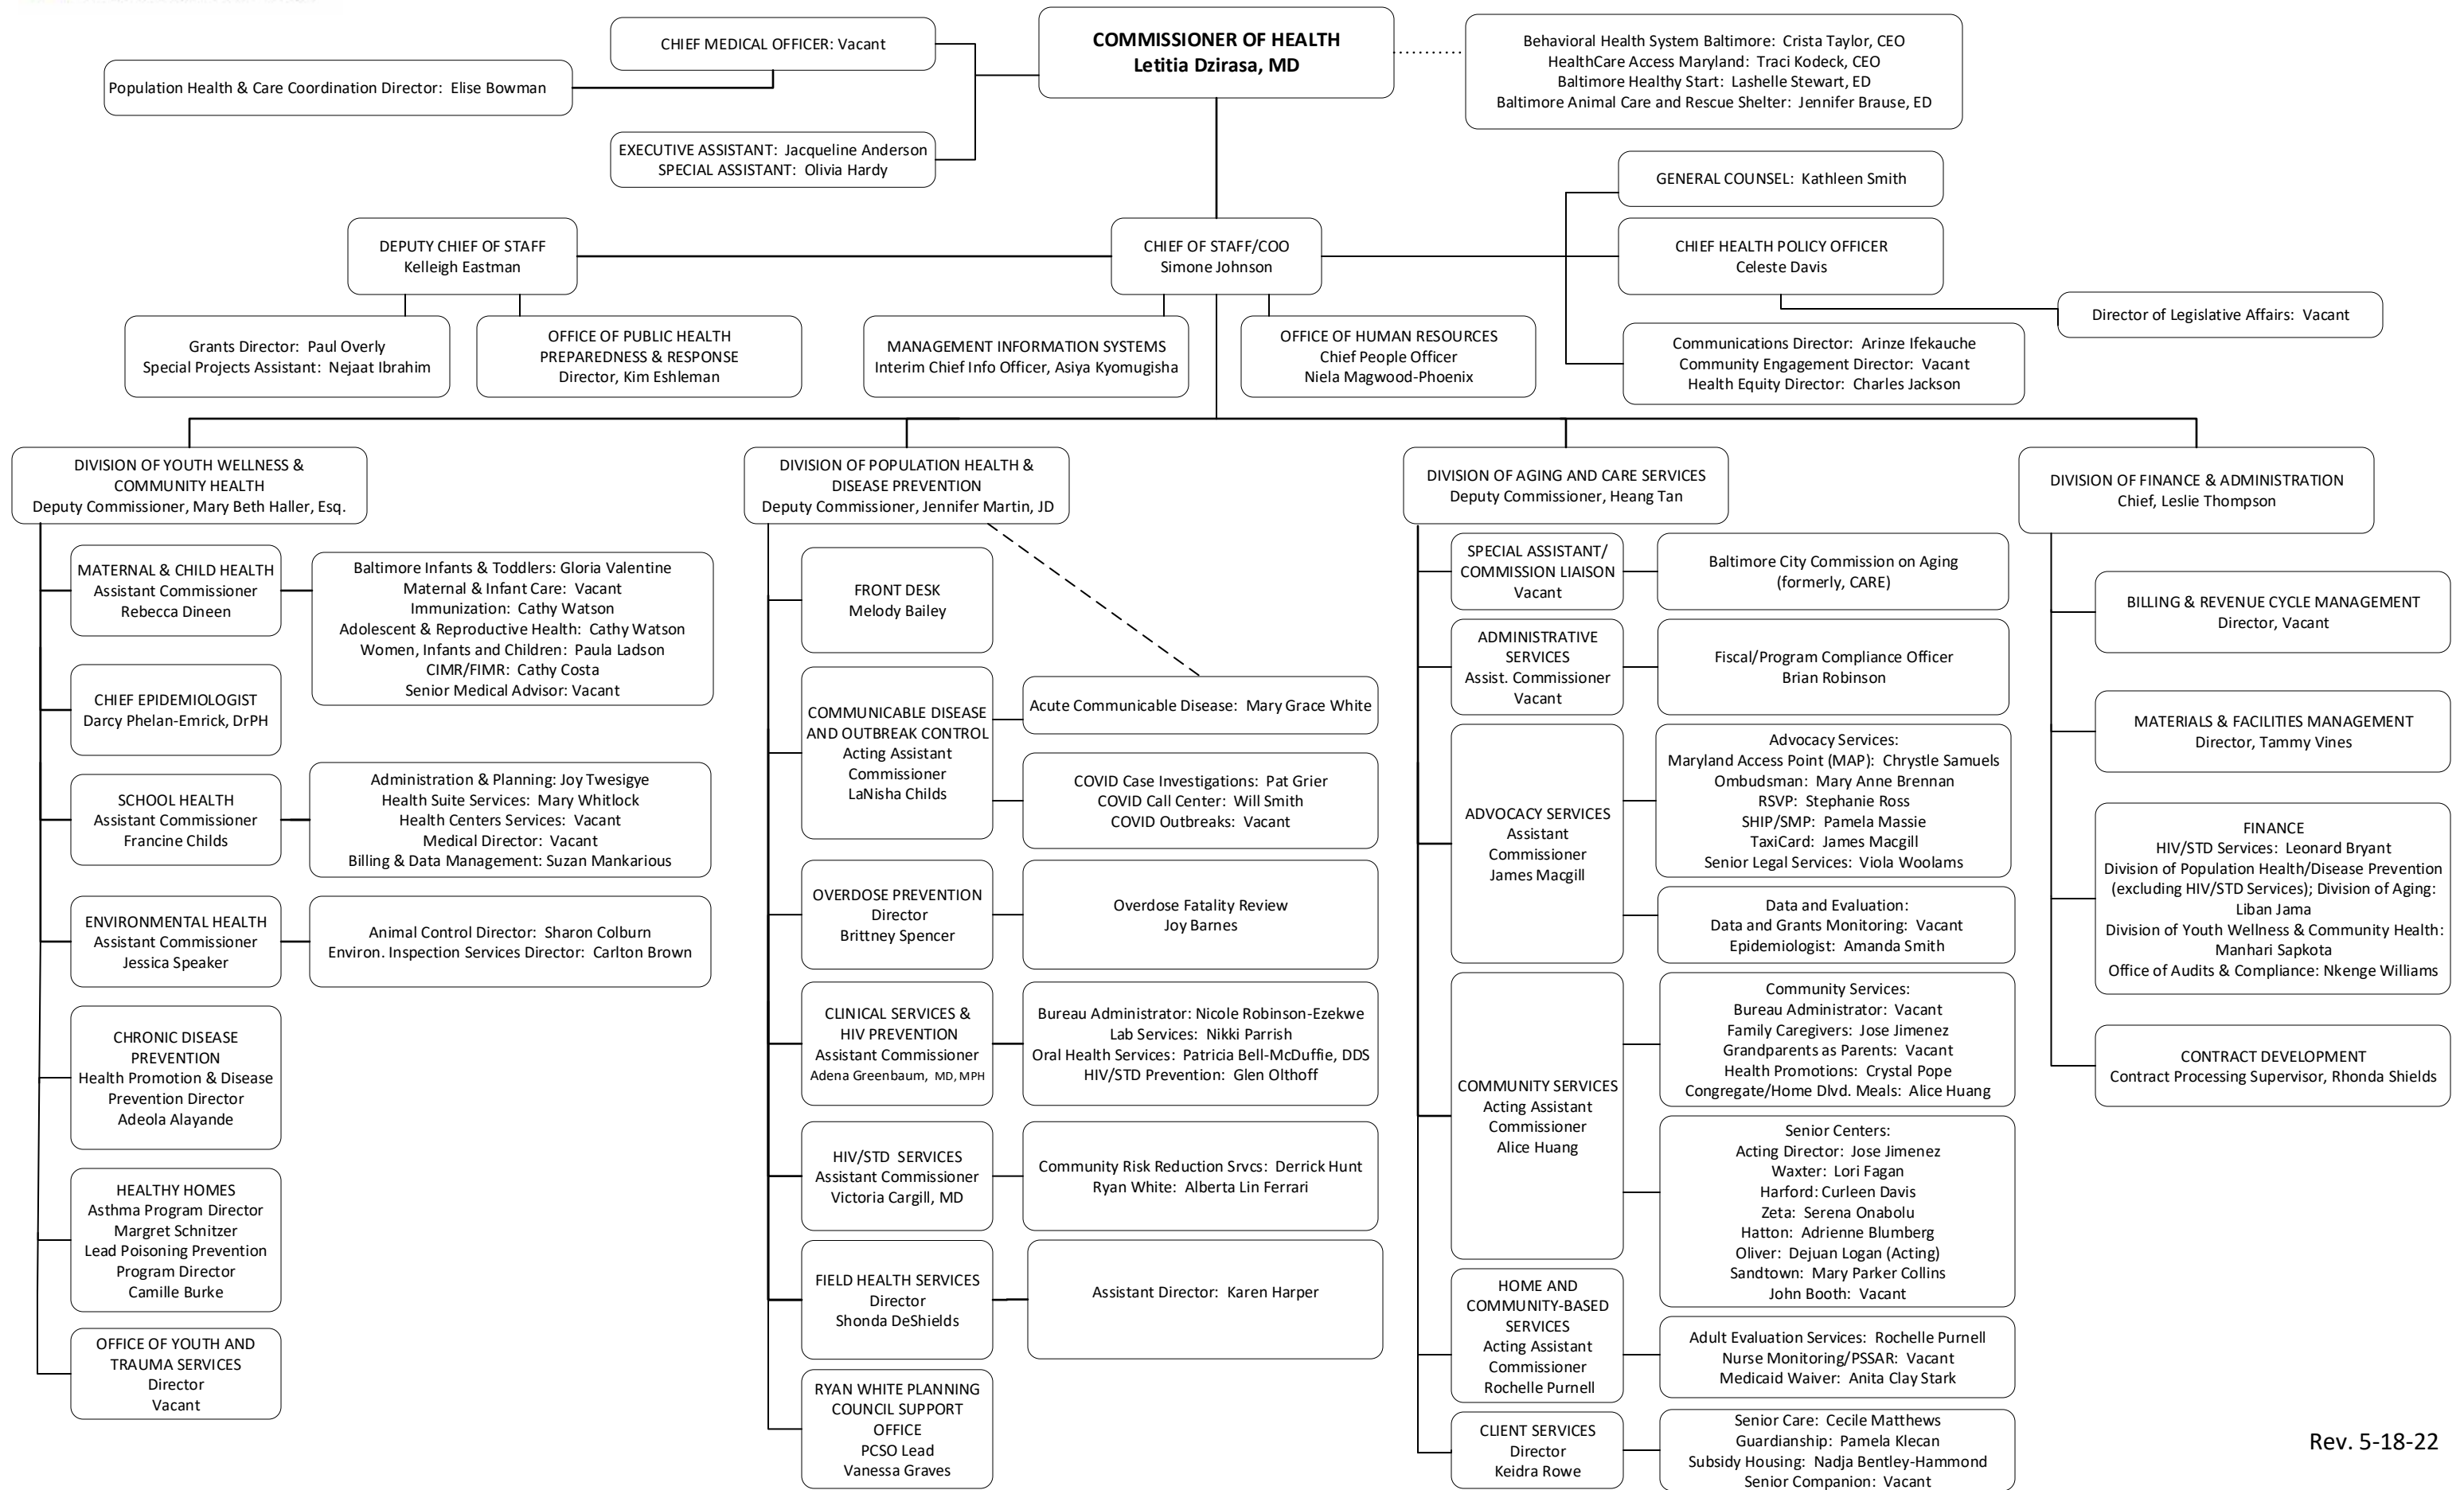 COMMISSIONER OF HEALTH
Letitia Dzirasa, MD
CHIEF MEDICAL OFFICER: Vacant
Population Health & Care Coordination Director: Elise Bowman
EXECUTIVE ASSISTANT: Jacqueline Anderson
SPECIAL ASSISTANT: Olivia Hardy
Behavioral Health System Baltimore: Crista Taylor, CEO
HealthCare Access Maryland: Traci Kodeck, CEO
Baltimore Healthy Start: Lashelle Stewart, ED
Baltimore Animal Care and Rescue Shelter: Jennifer Brause, ED
GENERAL COUNSEL: Kathleen Smith
DEPUTY CHIEF OF STAFF
Kelleigh Eastman
CHIEF OF STAFF/COO
Simone Johnson
CHIEF HEALTH POLICY OFFICER
Celeste Davis
Director of Legislative Affairs: Vacant
Grants Director: Paul Overly
Special Projects Assistant: Nejaat Ibrahim
OFFICE OF PUBLIC HEALTH
PREPAREDNESS & RESPONSE
Director, Kim Eshleman
MANAGEMENT INFORMATION SYSTEMS
Interim Chief Info Officer, Asiya Kyomugisha
OFFICE OF HUMAN RESOURCES
Chief People Officer
Niela Magwood-Phoenix
Communications Director: Arinze Ifekauche
Community Engagement Director: Vacant
Health Equity Director: Charles Jackson
DIVISION OF YOUTH WELLNESS &
COMMUNITY HEALTH
Deputy Commissioner, Mary Beth Haller, Esq.
MATERNAL & CHILD HEALTH
Assistant Commissioner
Rebecca Dineen
Baltimore Infants & Toddlers: Gloria Valentine
Maternal & Infant Care: Vacant
Immunization: Cathy Watson
Adolescent & Reproductive Health: Cathy Watson
Women, Infants and Children: Paula Ladson
CIMR/FIMR: Cathy Costa
Senior Medical Advisor: Vacant
CHIEF EPIDEMIOLOGIST
Darcy Phelan-Emrick, DrPH
SCHOOL HEALTH
Assistant Commissioner
Francine Childs
Administration & Planning: Joy Twesigye
Health Suite Services: Mary Whitlock
Health Centers Services: Vacant
Medical Director: Vacant
Billing & Data Management: Suzan Mankarious
ENVIRONMENTAL HEALTH
Assistant Commissioner
Jessica Speaker
Animal Control Director: Sharon Colburn
Environ. Inspection Services Director: Carlton Brown
CHRONIC DISEASE
PREVENTION
Health Promotion & Disease
Prevention Director
Adeola Alayande
HEALTHY HOMES
Asthma Program Director
Margret Schnitzer
Lead Poisoning Prevention
Program Director
Camille Burke
OFFICE OF YOUTH AND
TRAUMA SERVICES
Director
Vacant
DIVISION OF POPULATION HEALTH &
DISEASE PREVENTION
Deputy Commissioner, Jennifer Martin, JD
FRONT DESK
Melody Bailey
COMMUNICABLE DISEASE
AND OUTBREAK CONTROL
Acting Assistant
Commissioner
LaNisha Childs
Acute Communicable Disease: Mary Grace White
COVID Case Investigations: Pat Grier
COVID Call Center: Will Smith
COVID Outbreaks: Vacant
OVERDOSE PREVENTION
Director
Brittney Spencer
Overdose Fatality Review
Joy Barnes
CLINICAL SERVICES &
HIV PREVENTION
Assistant Commissioner
Adena Greenbaum, MD, MPH
Bureau Administrator: Nicole Robinson-Ezekwe
Lab Services: Nikki Parrish
Oral Health Services: Patricia Bell-McDuffie, DDS
HIV/STD Prevention: Glen Olthoff
HIV/STD SERVICES
Assistant Commissioner
Victoria Cargill, MD
Community Risk Reduction Srvcs: Derrick Hunt
Ryan White: Alberta Lin Ferrari
FIELD HEALTH SERVICES
Director
Shonda DeShields
Assistant Director: Karen Harper
RYAN WHITE PLANNING
COUNCIL SUPPORT
OFFICE
PCSO Lead
Vanessa Graves
DIVISION OF AGING AND CARE SERVICES
Deputy Commissioner, Heang Tan
SPECIAL ASSISTANT/
COMMISSION LIAISON
Vacant
Baltimore City Commission on Aging
(formerly, CARE)
ADMINISTRATIVE
SERVICES
Assist. Commissioner
Vacant
Fiscal/Program Compliance Officer
Brian Robinson
ADVOCACY SERVICES
Assistant
Commissioner
James Macgill
Advocacy Services:
Maryland Access Point (MAP): Chrystle Samuels
Ombudsman: Mary Anne Brennan
RSVP: Stephanie Ross
SHIP/SMP: Pamela Massie
TaxiCard: James Macgill
Senior Legal Services: Viola Woolams
Data and Evaluation:
Data and Grants Monitoring: Vacant
Epidemiologist: Amanda Smith
COMMUNITY SERVICES
Acting Assistant
Commissioner
Alice Huang
Community Services:
Bureau Administrator: Vacant
Family Caregivers: Jose Jimenez
Grandparents as Parents: Vacant
Health Promotions: Crystal Pope
Congregate/Home Dlvd. Meals: Alice Huang
Senior Centers:
Acting Director: Jose Jimenez
Waxter: Lori Fagan
Harford: Curleen Davis
Zeta: Serena Onabolu
Hatton: Adrienne Blumberg
Oliver: Dejuan Logan (Acting)
Sandtown: Mary Parker Collins
John Booth: Vacant
HOME AND
COMMUNITY-BASED
SERVICES
Acting Assistant
Commissioner
Rochelle Purnell
Adult Evaluation Services: Rochelle Purnell
Nurse Monitoring/PSSAR: Vacant
Medicaid Waiver: Anita Clay Stark
CLIENT SERVICES
Director
Keidra Rowe
Senior Care: Cecile Matthews
Guardianship: Pamela Klecan
Subsidy Housing: Nadja Bentley-Hammond
Senior Companion: Vacant
DIVISION OF FINANCE & ADMINISTRATION
Chief, Leslie Thompson
BILLING & REVENUE CYCLE MANAGEMENT
Director, Vacant
MATERIALS & FACILITIES MANAGEMENT
Director, Tammy Vines
FINANCE
HIV/STD Services: Leonard Bryant
Division of Population Health/Disease Prevention
(excluding HIV/STD Services); Division of Aging:
Liban Jama
Division of Youth Wellness & Community Health:
Manhari Sapkota
Office of Audits & Compliance: Nkenge Williams
CONTRACT DEVELOPMENT
Contract Processing Supervisor, Rhonda Shields
Rev. 5-18-22